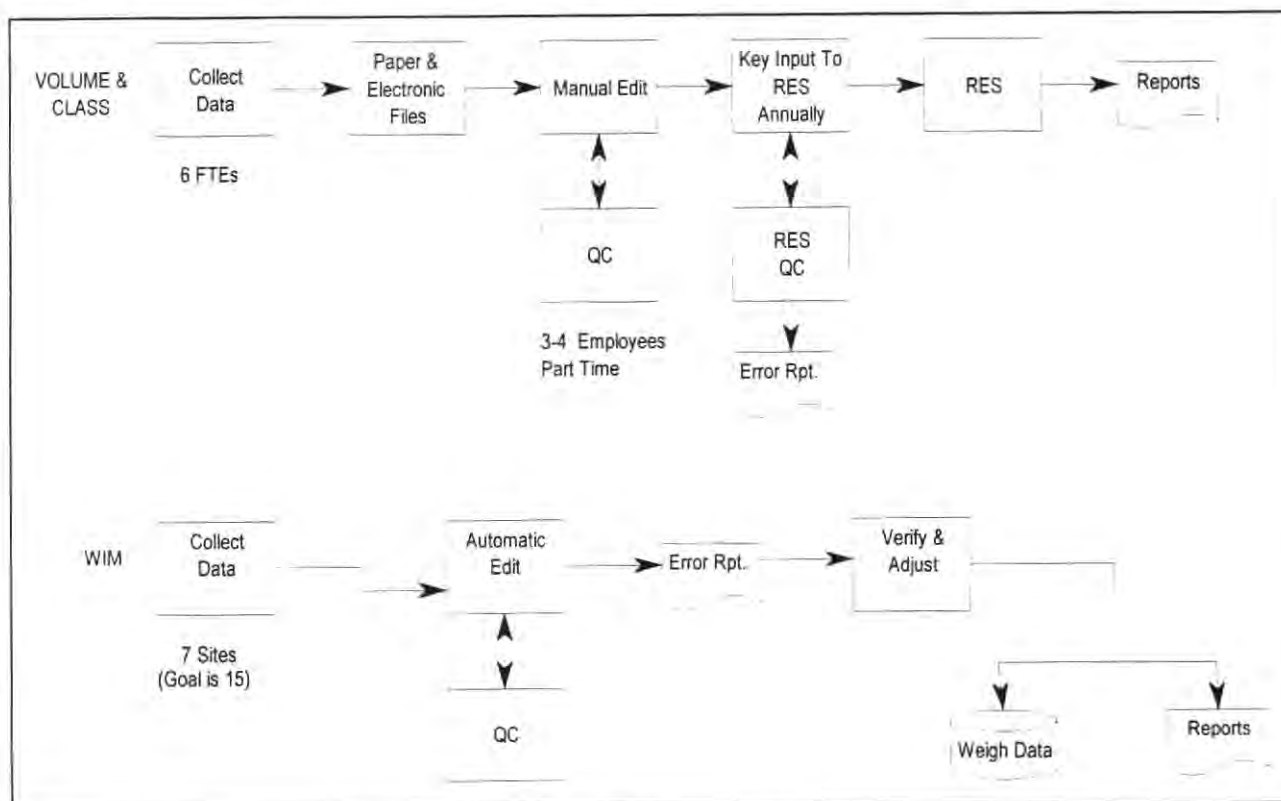 VOLUME &
CLASS
Collect
Data
6 FTEs
Paper &
Electronic
Files
Manual Edit
QC
3-4 Employees
Part Time
Key Input To
RES
Annually
RES
QC
Error Rpt.
RES
Reports
WIM
Collect
Data
7 Sites
(Goal is 15)
Automatic
Edit
QC
Error Rpt.
Verify &
Adjust
Weigh Data
Reports